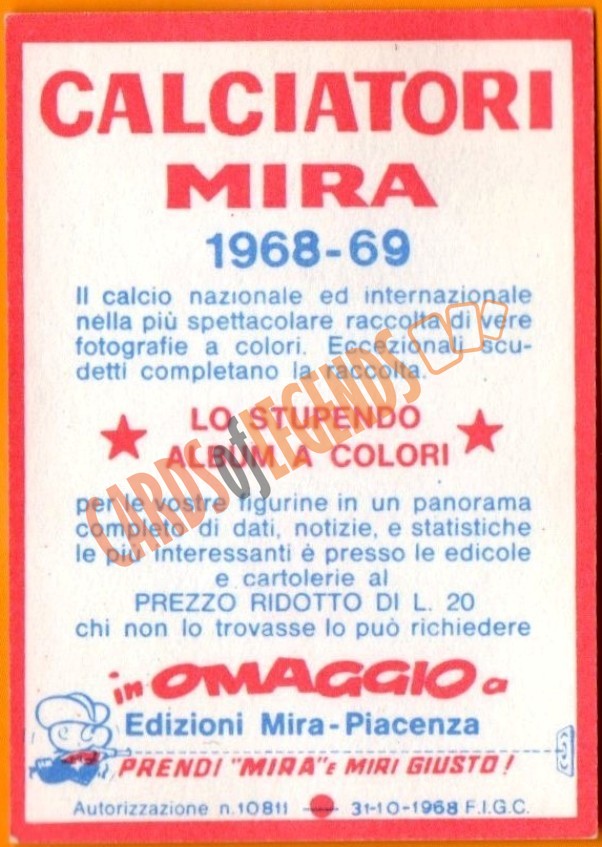 CALCIATORI
MIRA
1968-69
Il calcio nazionale ed internazionale
nella più spettacolare raccolta di vere
fotografie a colori. Eccezionali scu-
detti completano la raccolta.
LO STUPENDO
ALBUM A COLORI
CARDS of LEGENDS
per le vostre figurine in un panorama
completo di dati, notizie, e statistiche
le più interessanti è presso le edicole
e cartolerie al
PREZZO RIDOTTO DI L. 20
chi non lo trovasse lo può richiedere
in OMAGGIO a
Edizioni Mira-Piacenza
PRENDI "MIRA" E MIRI GIUSTO!
Autorizzazione n.10811 31-10-1968 F.I.G.C.